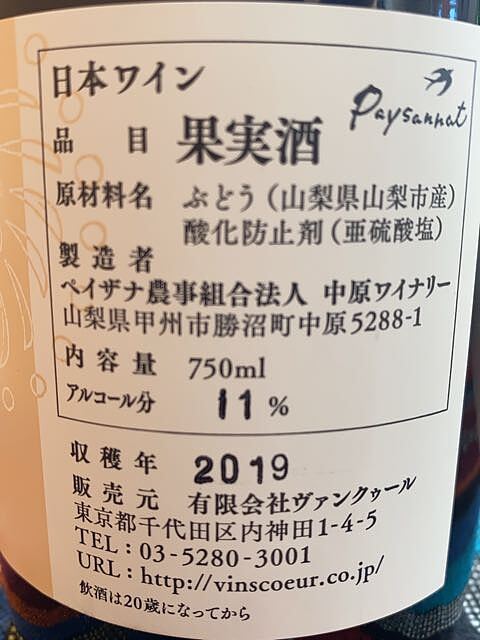 日本ワイン
Paysannat
品 目 果実酒
原材料名 ぶどう（山梨県山梨市産）
酸化防止剤（亜硫酸塩）
製造者
ペイザナ農事組合法人 中原ワイナリー
山梨県甲州市勝沼町中原5288-1
内容量 750ml
アルコール分 11%
収穫年 2019
販売元 有限会社ヴァンクゥール
東京都千代田区内神田1-4-5
TEL：03-5280-3001
URL：http://vinscoeur.co.jp/
飲酒は20歳になってから